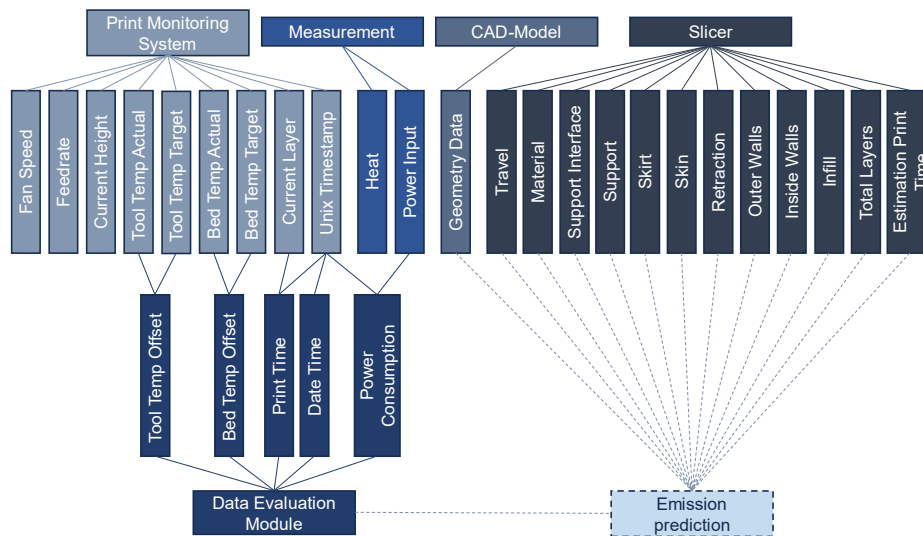 Print Monitoring
System
Measurement
CAD-Model
Slicer
Fan Speed
Feedrate
Current Height
Tool Temp Actual
Tool Temp Target
Bed Temp Actual
Bed Temp Target
Current Layer
Unix Timestamp
Heat
Power Input
Geometry Data
Travel
Material
Support Interface
Support
Skirt
Skin
Retraction
Outer Walls
Inside Walls
Infill
Total Layers
Estimation Print
Time
Tool Temp Offset
Bed Temp Offset
Print Time
Date Time
Power
Consumption
Data Evaluation
Module
Emission
prediction